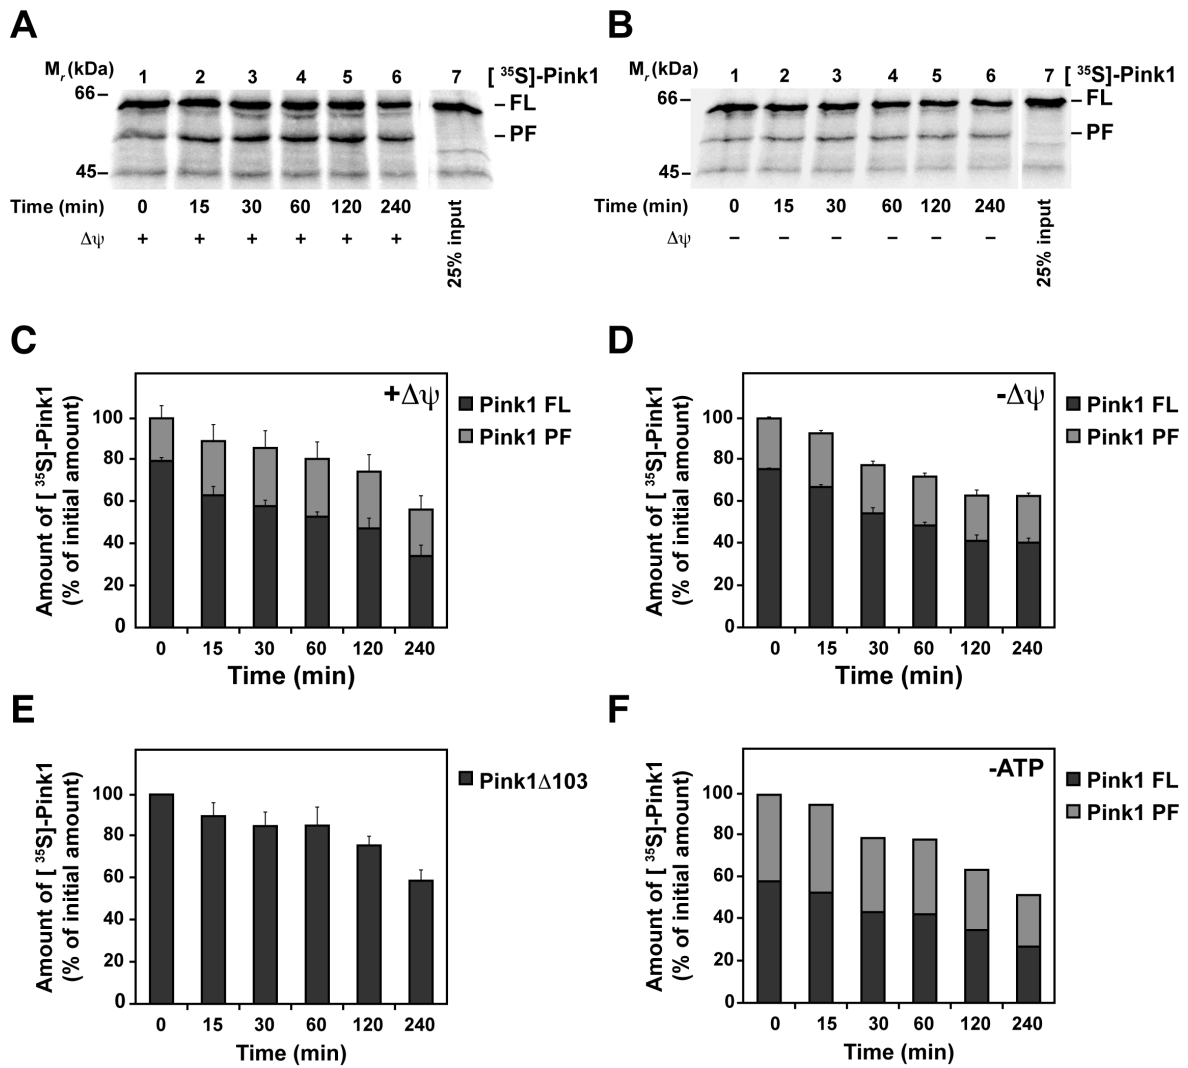 A
M r (kDa) 1 2 3 4 5 6 7 [ 35S]-Pink1
66
FL
PF
45
Time (min) 0 15 30 60 120 240
Δψ + + + + + +
25% input
B
M r (kDa) 1 2 3 4 5 6 7 [ 35S]-Pink1
66
FL
PF
45
Time (min) 0 15 30 60 120 240
Δψ – – – – – –
25% input
C
Amount of [ 35S]-Pink1
(% of initial amount)
100
80
60
40
80
0
+Δψ
Pink1 FL
Pink1 PF
0 15 30 60 120 240
Time (min)
D
Amount of [ 35S]-Pink1
(% of initial amount)
100
80
60
40
20
0
-Δψ
Pink1 FL
Pink1 PF
0 15 30 60 120 240
Time (min)
E
Amount of [ 35S]-Pink1
(% of initial amount)
100
80
60
40
20
0
Pink1Δ103
0 15 30 60 120 240
Time (min)
F
Amount of [ 35S]-Pink1
(% of initial amount)
100
80
60
40
20
0
-ATP
Pink1 FL
Pink1 PF
0 15 30 60 120 240
Time (min)